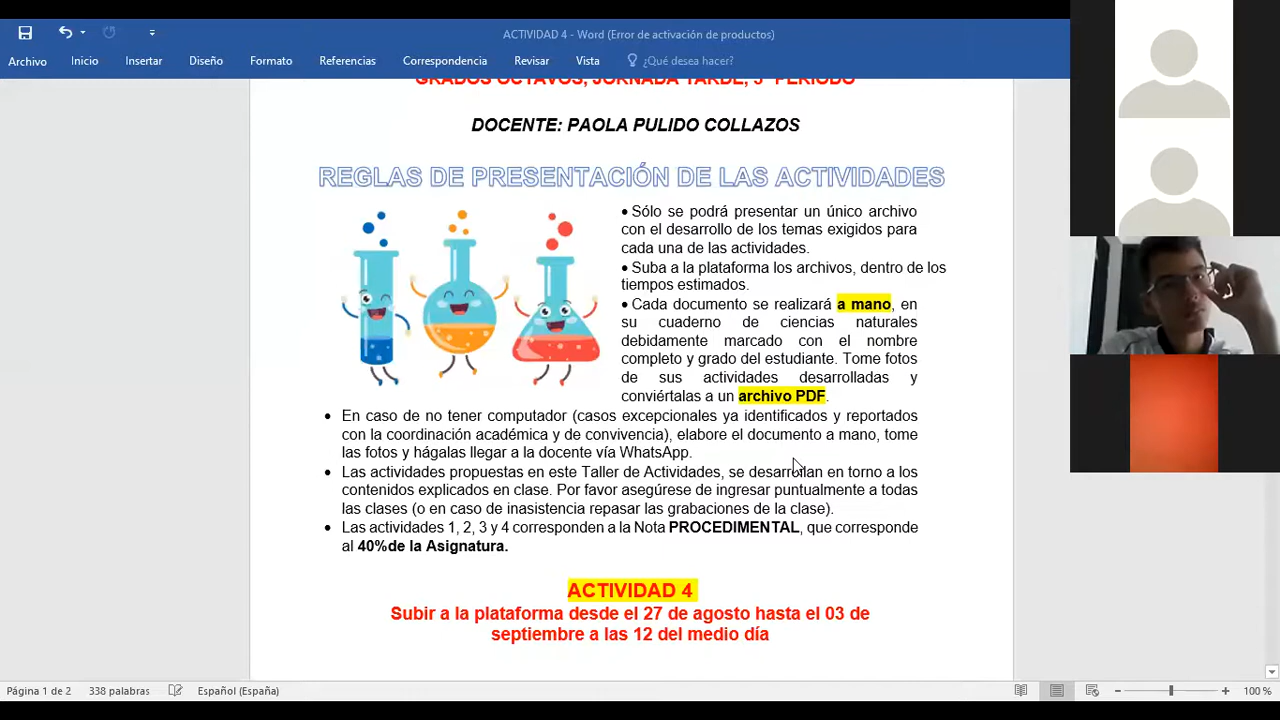 ACTIVIDAD 4 - Word (Error de activación de productos)
Archivo Inicio Insertar Diseño Formato Referencias Correspondencia Revisar Vista ¿Qué desea hacer?
GRADOS OCTAVOS, JORNADA TARDE, 3° PERIODO
DOCENTE: PAOLA PULIDO COLLAZOS
REGLAS DE PRESENTACIÓN DE LAS ACTIVIDADES
• Sólo se podrá presentar un único archivo
con el desarrollo de los temas exigidos para
cada una de las actividades.
• Suba a la plataforma los archivos, dentro de los
tiempos estimados.
• Cada documento se realizará a mano, en
su cuaderno de ciencias naturales
debidamente marcado con el nombre
completo y grado del estudiante. Tome fotos
de sus actividades desarrolladas y
conviértalas a un archivo PDF.
• En caso de no tener computador (casos excepcionales ya identificados y reportados
con la coordinación académica y de convivencia), elabore el documento a mano, tome
las fotos y hágalas llegar a la docente vía WhatsApp.
• Las actividades propuestas en este Taller de Actividades, se desarrollan en torno a los
contenidos explicados en clase. Por favor asegúrese de ingresar puntualmente a todas
las clases (o en caso de inasistencia repasar las grabaciones de la clase).
• Las actividades 1, 2, 3 y 4 corresponden a la Nota PROCEDIMENTAL, que corresponde
al 40%de la Asignatura.
ACTIVIDAD 4
Subir a la plataforma desde el 27 de agosto hasta el 03 de
septiembre a las 12 del medio día
Página 1 de 2 338 palabras Español (España) 100 %